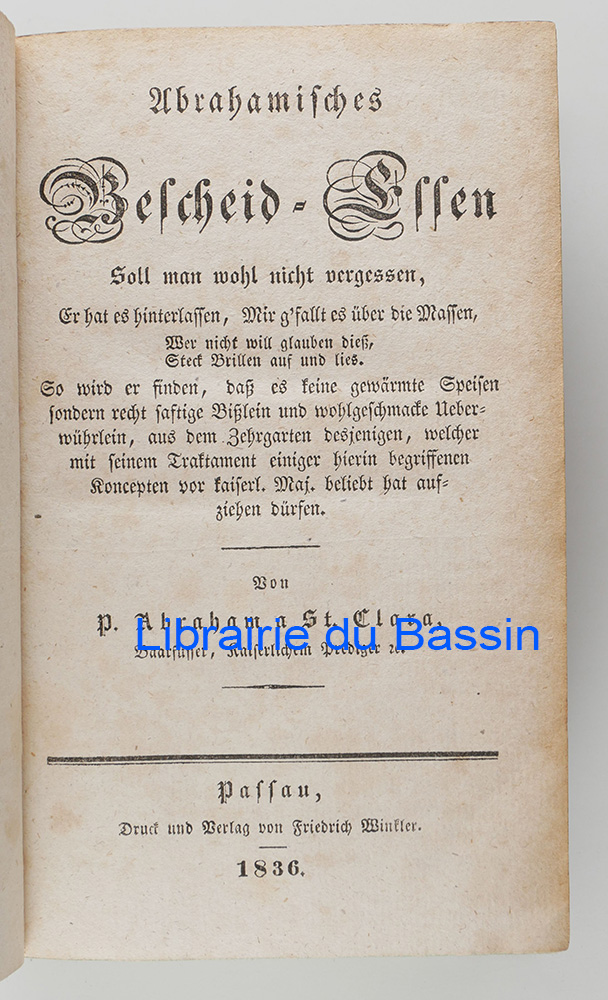 Abrahamisches
Bescheid-Essen
Soll man wohl nicht vergessen,
Er hat es hinterlassen, Mir g'fallt es über die Massen,
Wer nicht will glauben dieß,
Steck Brillen auf und lies.
So wird er finden, daß es keine gewärmte Speisen
sondern recht saftige Bißlein und wohlgeschmacke Ueber-
wührlein, aus dem Zehrgarten desjenigen, welcher
mit seinem Traktament einiger hierin begriffenen
Koncepten vor kaiserl. Maj. beliebt hat auf-
ziehen dürfen.
Von
P. Abraham a St. Clara,
Librairie du Bassin
Baarfüsser, Kaiserlichem Prediger ꝛc.
Passau,
Druck und Verlag von Friedrich Winkler.
1836.